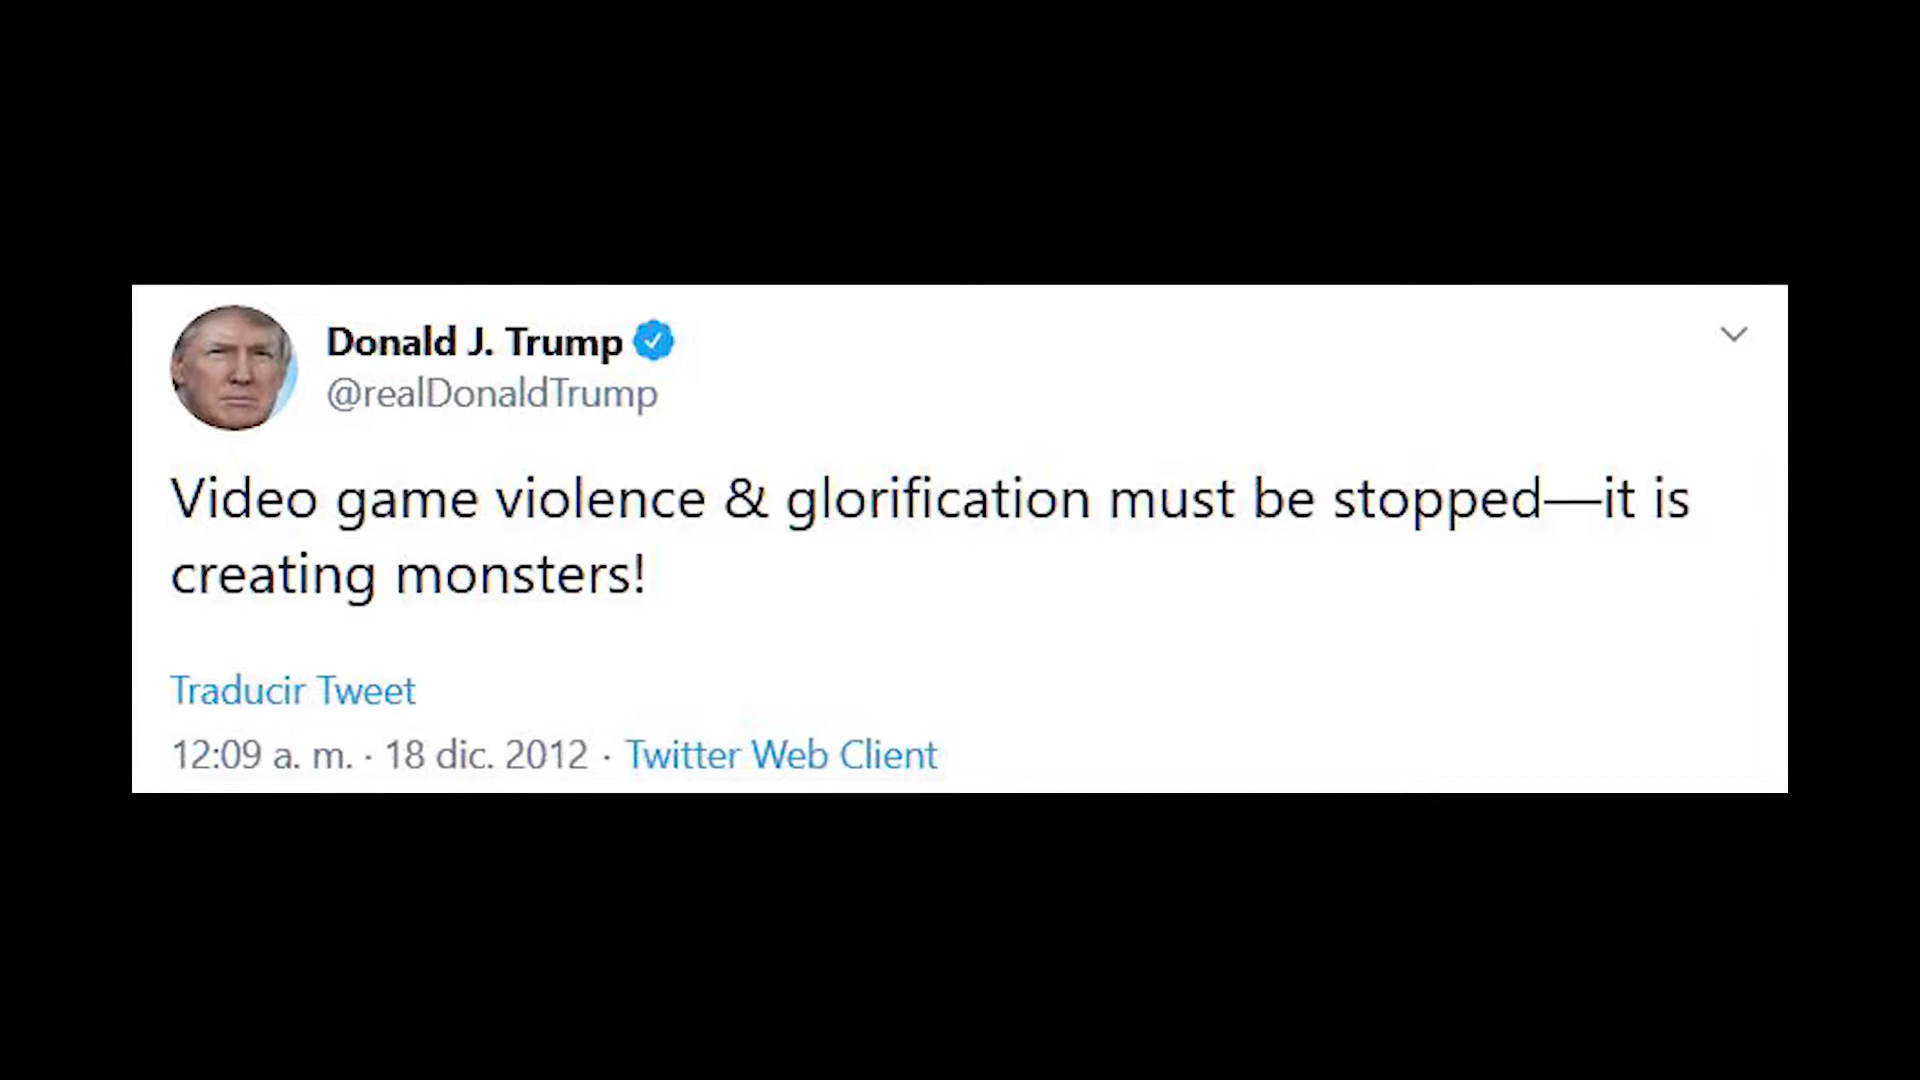 Donald J. Trump
@realDonaldTrump
Video game violence & glorification must be stopped—it is
creating monsters!
Traducir Tweet
12:09 a. m. · 18 dic. 2012 · Twitter Web Client